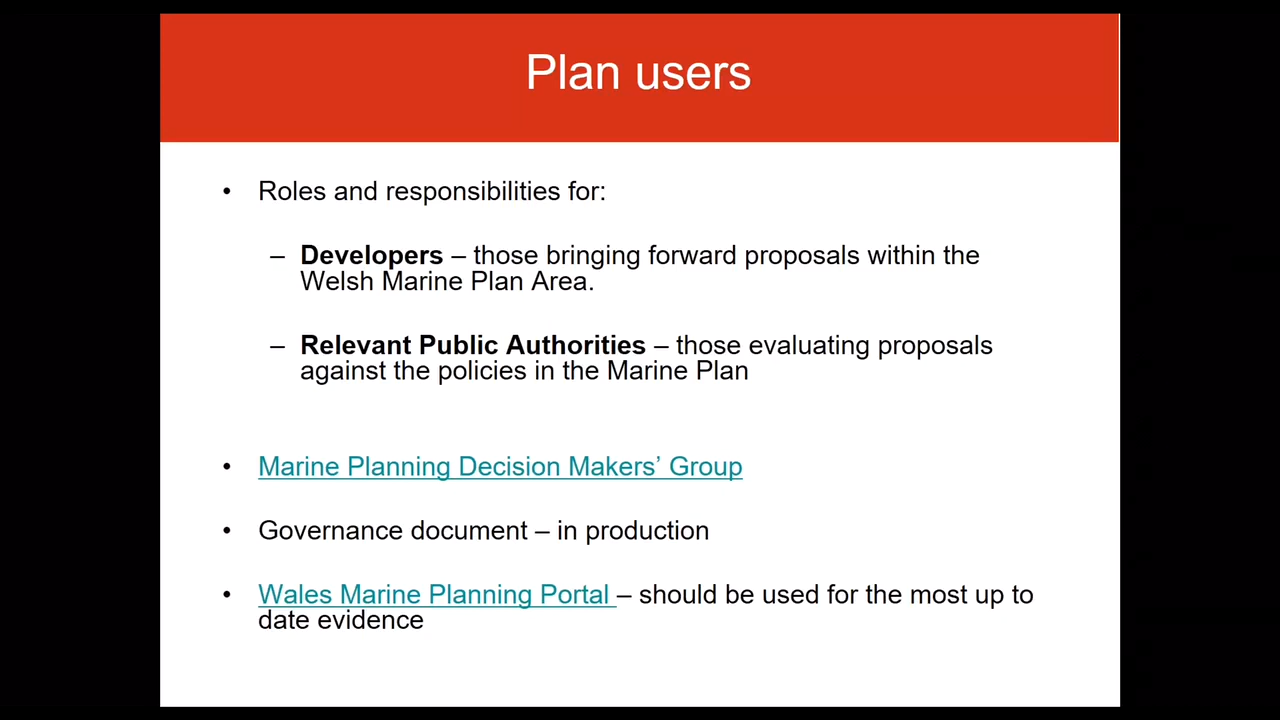 Plan users
• Roles and responsibilities for:
– Developers – those bringing forward proposals within the
Welsh Marine Plan Area.
– Relevant Public Authorities – those evaluating proposals
against the policies in the Marine Plan
• Marine Planning Decision Makers’ Group
• Governance document – in production
• Wales Marine Planning Portal – should be used for the most up to
date evidence